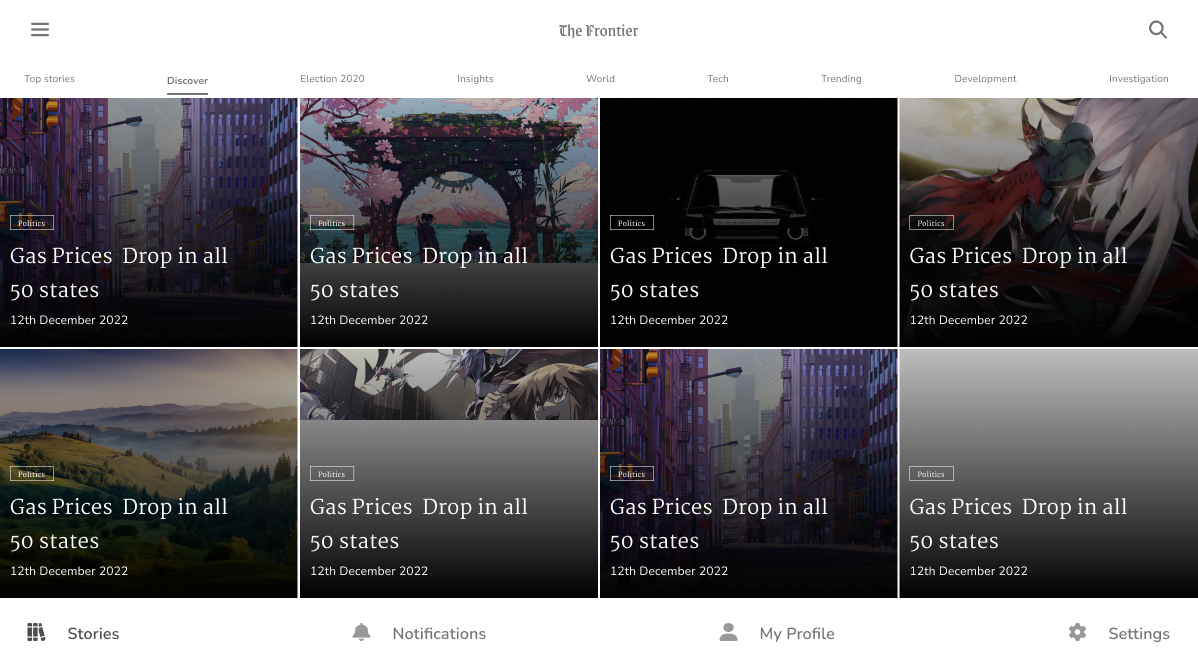 The Frontier
Top stories Discover Election 2020 Insights World Tech Trending Development Investigation
Politics
Gas Prices Drop in all
50 states
12th December 2022
Politics
Gas Prices Drop in all
50 states
12th December 2022
Politics
Gas Prices Drop in all
50 states
12th December 2022
Politics
Gas Prices Drop in all
50 states
12th December 2022
Politics
Gas Prices Drop in all
50 states
12th December 2022
Politics
Gas Prices Drop in all
50 states
12th December 2022
Politics
Gas Prices Drop in all
50 states
12th December 2022
Politics
Gas Prices Drop in all
50 states
12th December 2022
Stories Notifications My Profile Settings